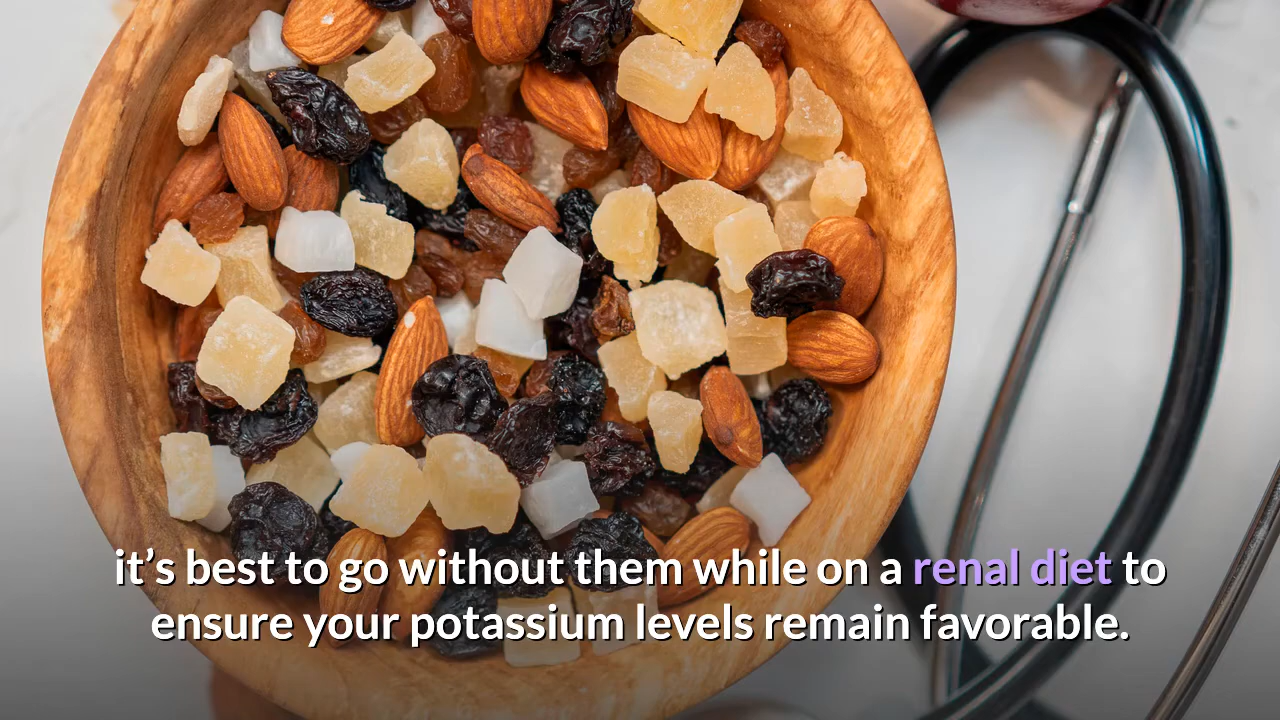 it’s best to go without them while on a renal diet to
ensure your potassium levels remain favorable.